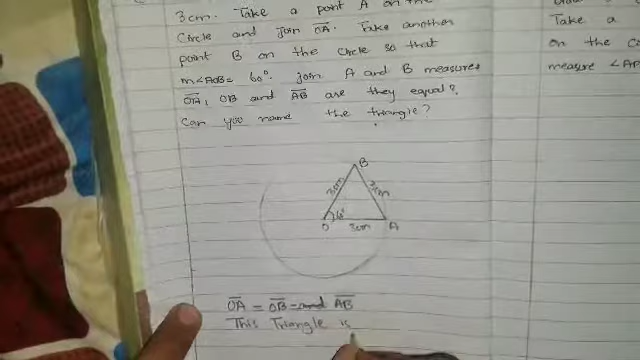 3cm. Take a point A on the
Circle and join OA. Take another
point B on the Circle so that
m∠AOB = 60°. join A and B measures
OA, OB and AB are they equal?
Can you name the triangle?
Take a
on the C
measure ∠AP
B
3cm
3cm
O
60°
3cm
A
OA = OB = and AB
This Triangle is